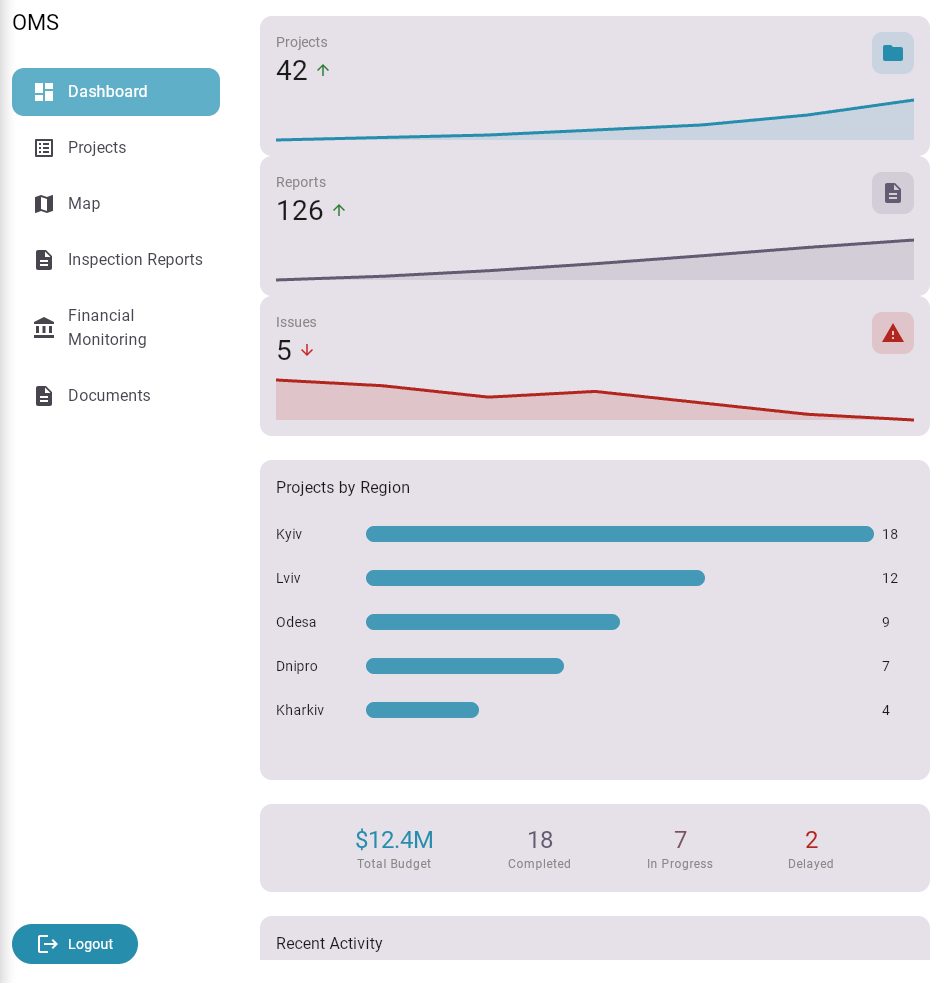 OMS
Dashboard
Projects
Map
Inspection Reports
Financial
Monitoring
Documents
Logout
Projects
42
Reports
126
Issues
5
Projects by Region
Kyiv 18
Lviv 12
Odesa 9
Dnipro 7
Kharkiv 4
$12.4M 18 7 2
Total Budget Completed In Progress Delayed
Recent Activity